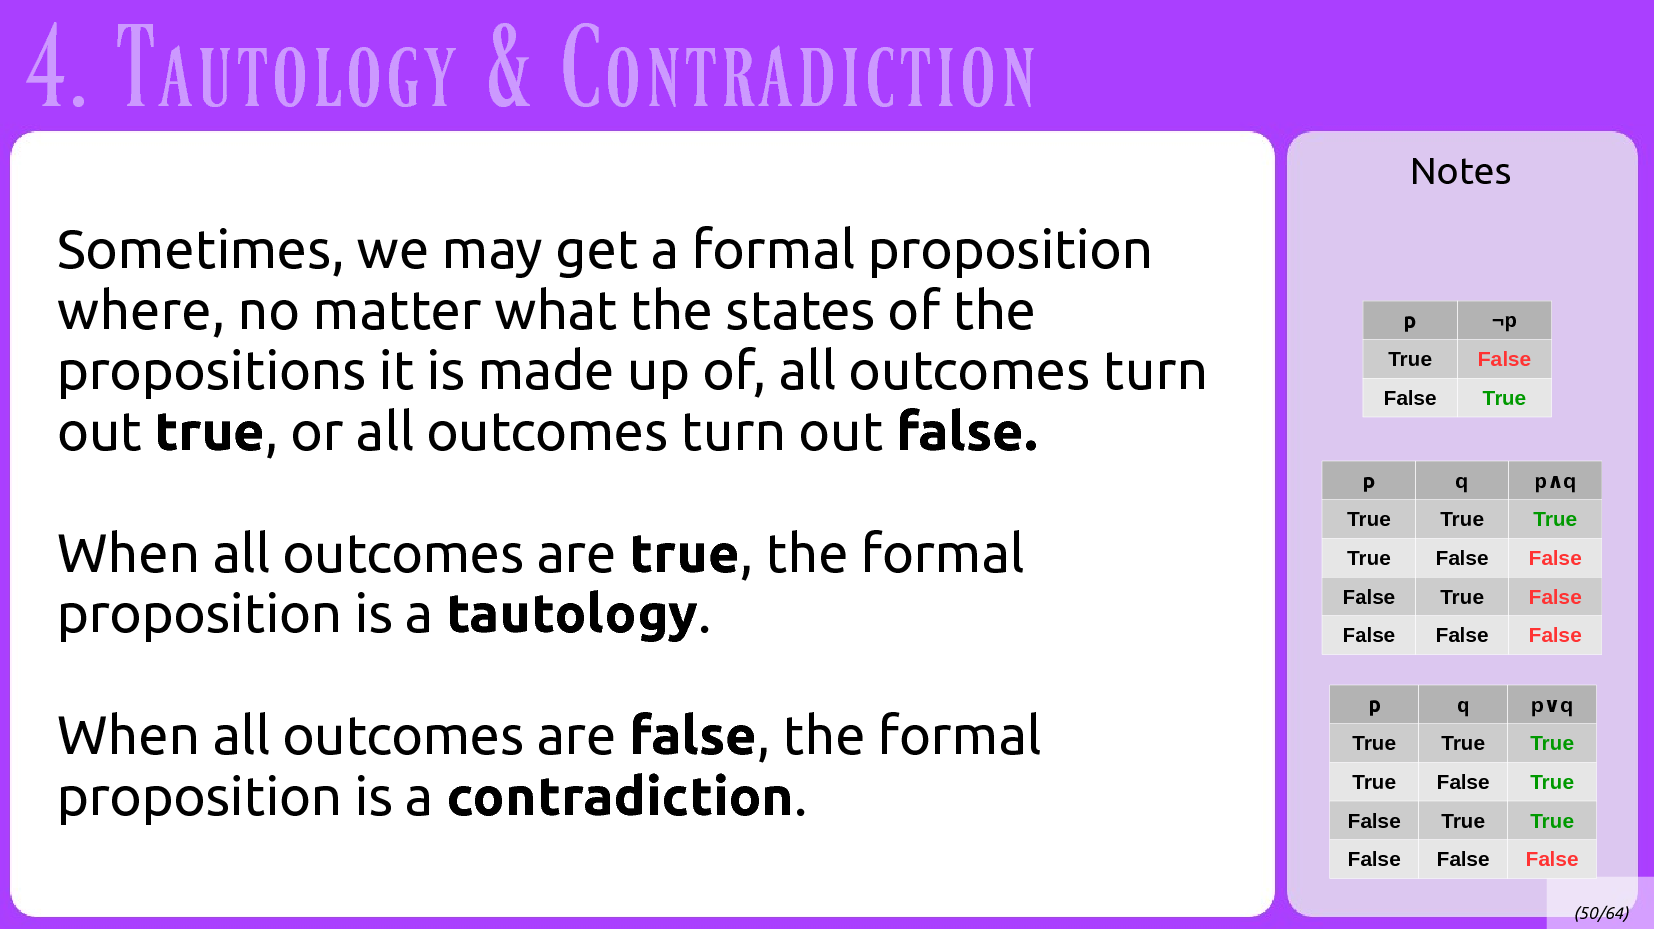 4. Tautology & Contradiction
Sometimes, we may get a formal proposition
where, no matter what the states of the
propositions it is made up of, all outcomes turn
out true, or all outcomes turn out false.
When all outcomes are true, the formal
proposition is a tautology.
When all outcomes are false, the formal
proposition is a contradiction.
Notes
p ¬p
True False
False True
p q p∧q
True True True
True False False
False True False
False False False
p q p∨q
True True True
True False True
False True True
False False False
(50/64)